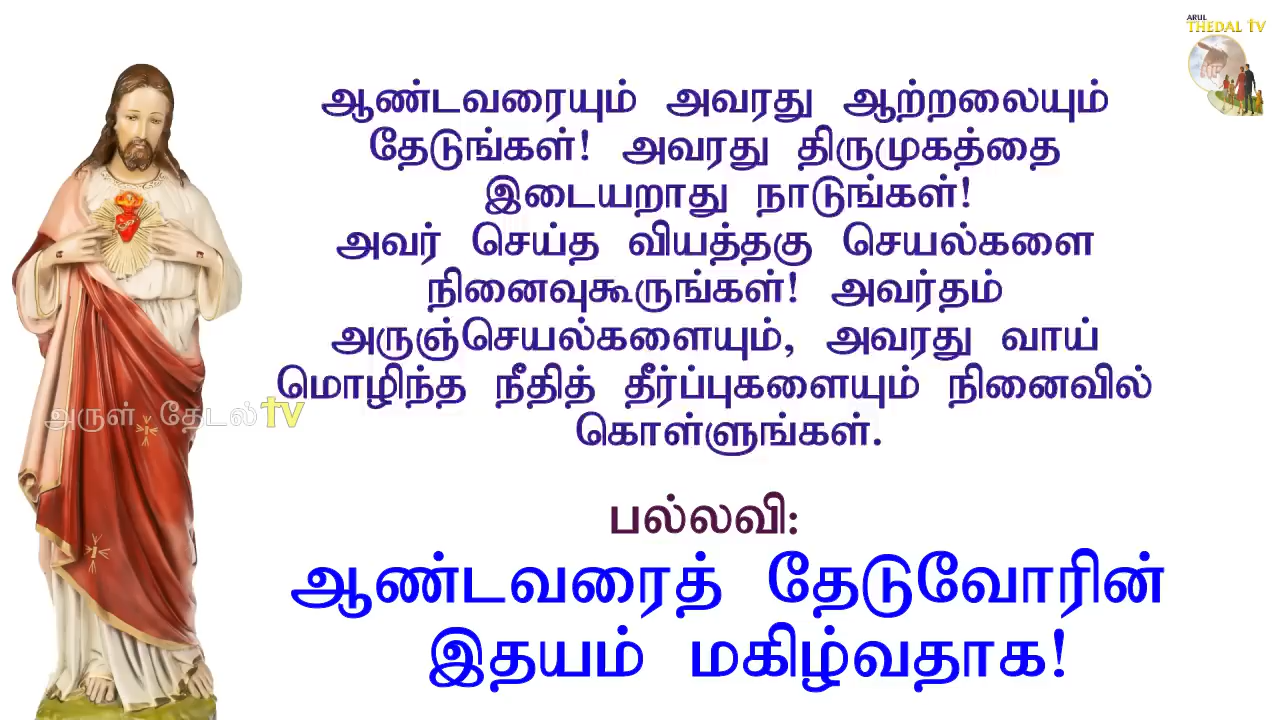 ARUL
THEDAL TV
ஆண்டவரையும் அவரது ஆற்றலையும்
தேடுங்கள்! அவரது திருமுகத்தை
இடையறாது நாடுங்கள்!
அவர் செய்த வியத்தகு செயல்களை
நினைவுகூருங்கள்! அவர்தம்
அருஞ்செயல்களையும், அவரது வாய்
மொழிந்த நீதித் தீர்ப்புகளையும் நினைவில்
கொள்ளுங்கள்.
அருள் தேடல் TV
பல்லவி:
ஆண்டவரைத் தேடுவோரின்
இதயம் மகிழ்வதாக!